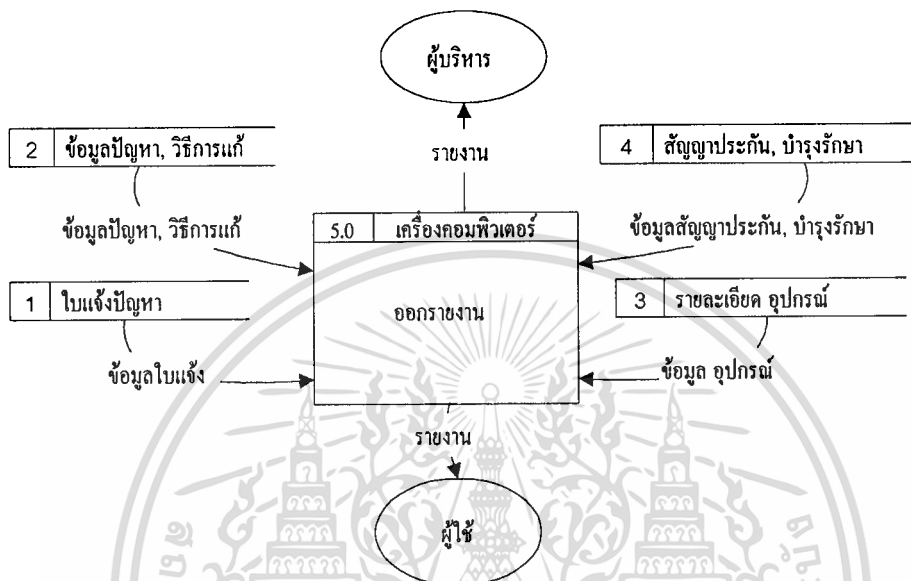 ผู้บริหาร
รายงาน
2 ข้อมูลปัญหา, วิธีการแก้
4 สัญญาประกัน, บำรุงรักษา
ข้อมูลปัญหา, วิธีการแก้
5.0 เครื่องคอมพิวเตอร์
ข้อมูลสัญญาประกัน, บำรุงรักษา
1 ใบแจ้งปัญหา
ออกรายงาน
3 รายละเอียด อุปกรณ์
ข้อมูลใบแจ้ง
ข้อมูล อุปกรณ์
รายงาน
ผู้ใช้